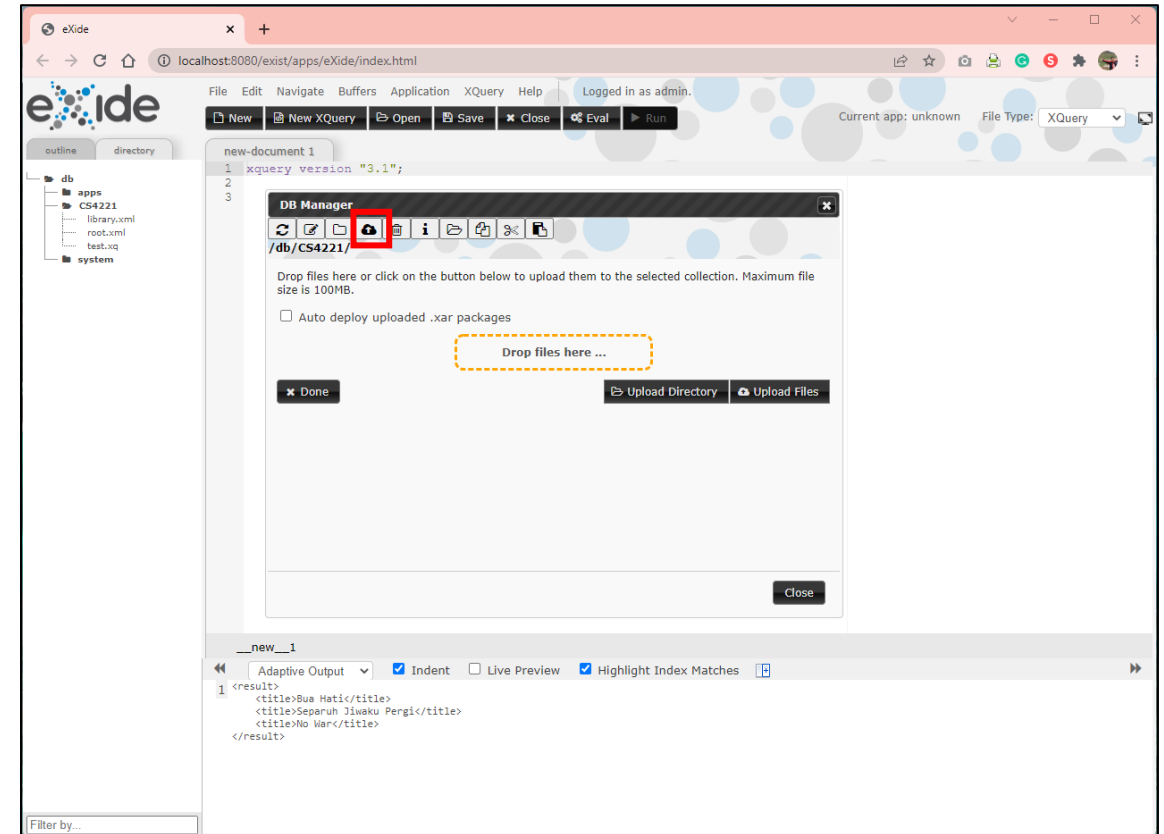 eXide
localhost:8080/exist/apps/eXide/index.html
exide
File Edit Navigate Buffers Application XQuery Help Logged in as admin.
New New XQuery Open Save Close Eval Run Current app: unknown File Type: XQuery
outline directory
new-document 1
db
apps
CS4221
library.xml
root.xml
test.xq
system
1 xquery version "3.1";
2
3
DB Manager
/db/CS4221/
Drop files here or click on the button below to upload them to the selected collection. Maximum file
size is 100MB.
Auto deploy uploaded .xar packages
Drop files here ...
Done Upload Directory Upload Files
Close
__new__1
Adaptive Output Indent Live Preview Highlight Index Matches
1 <result>
<title>Bua Hati</title>
<title>Separuh Jiwaku Pergi</title>
<title>No War</title>
</result>
Filter by...